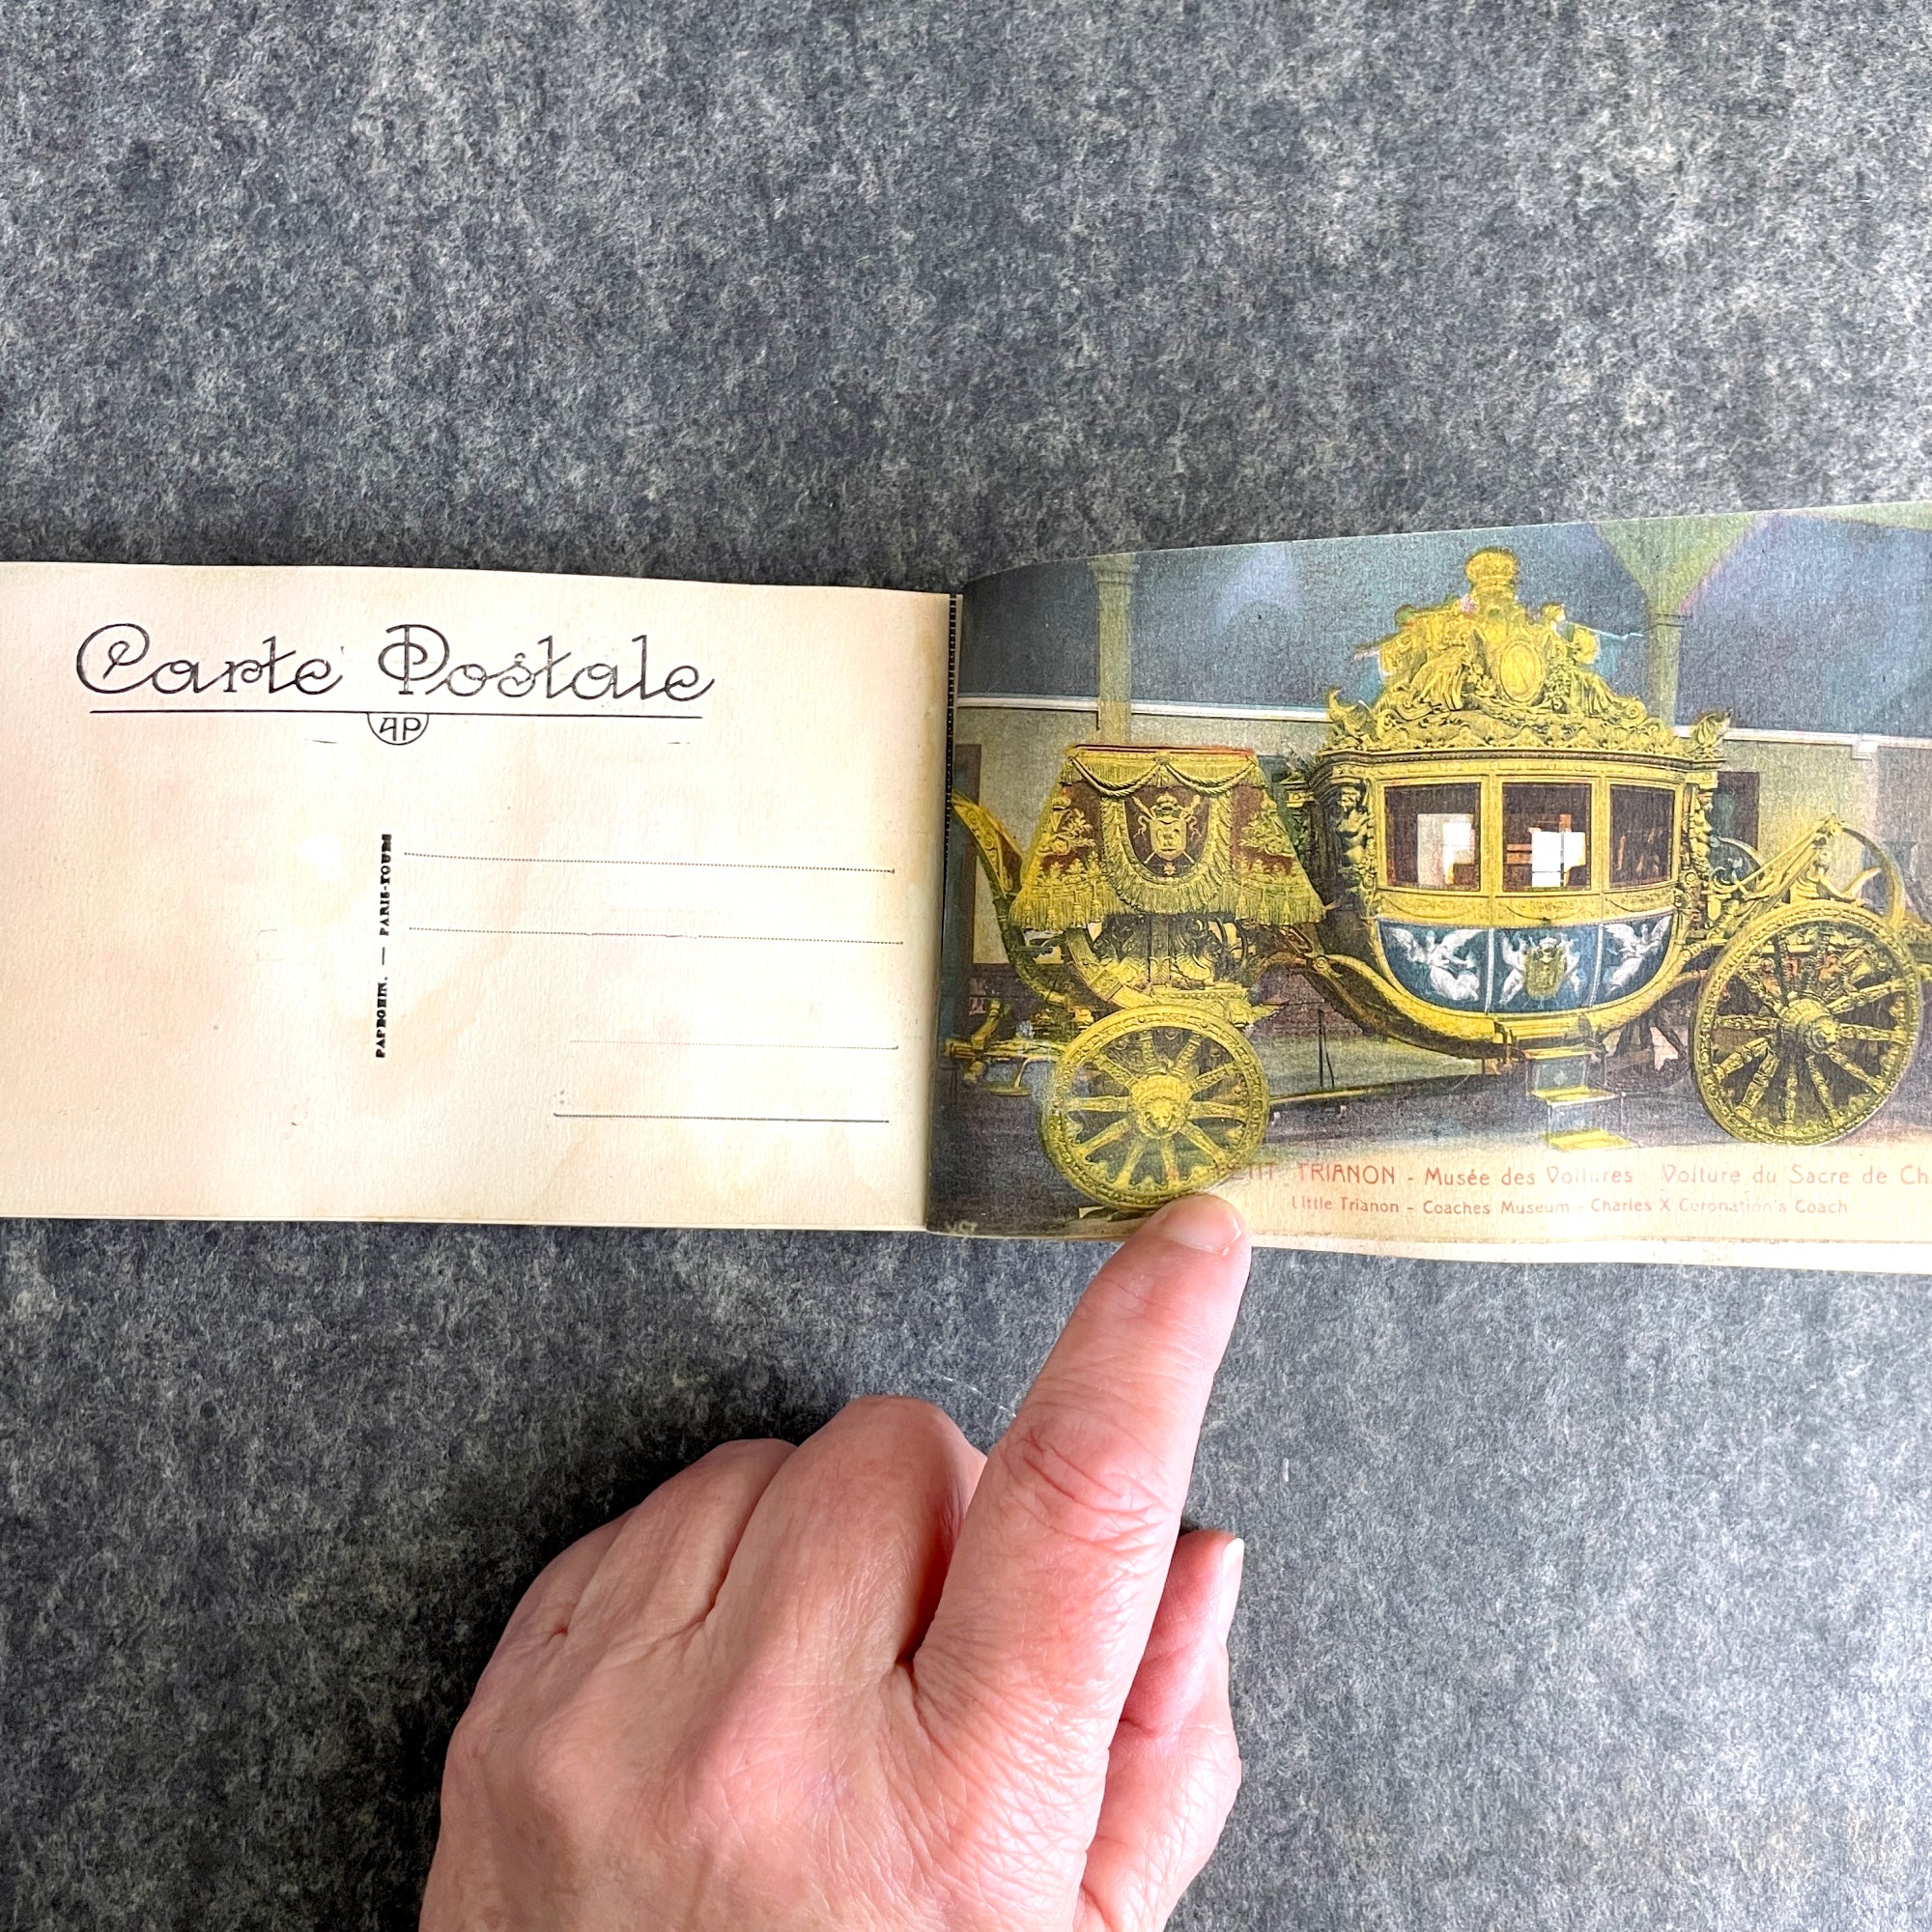 Carte Postale
AP
PAPEGHIN. — PARIS-TOURS
TRIANON - Musée des Voitures Voiture du Sacre de
Little Trianon - Coaches Museum - Charles X Coronation's Coach